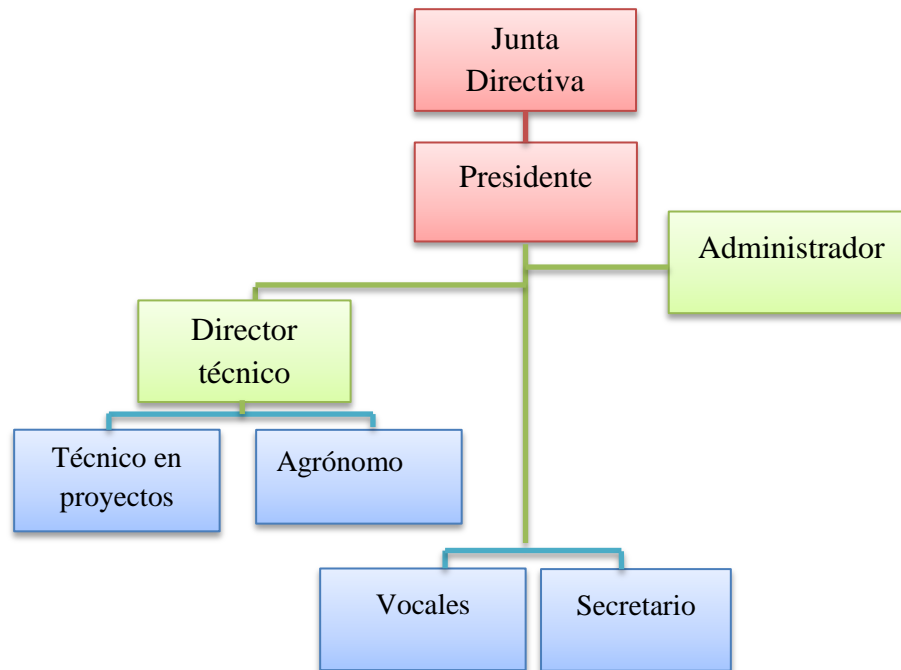 Junta
Directiva
Presidente
Administrador
Director
técnico
Técnico en
proyectos
Agrónomo
Vocales
Secretario